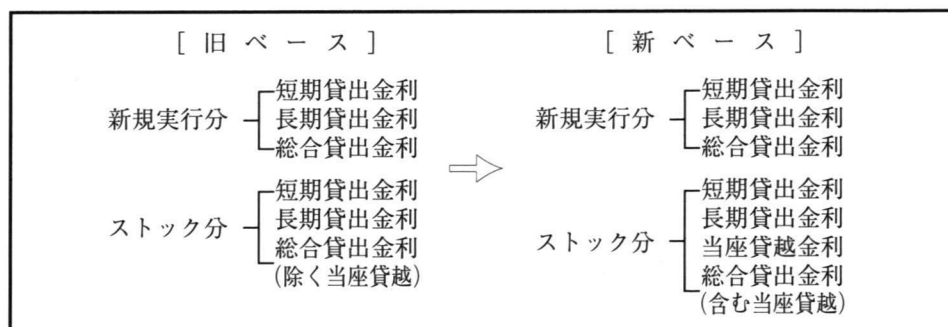 [ 旧 ベ ー ス ]
新規実行分
短期貸出金利
長期貸出金利
総合貸出金利
ストック分
短期貸出金利
長期貸出金利
総合貸出金利
(除く当座貸越)
[ 新 ベ ー ス ]
新規実行分
短期貸出金利
長期貸出金利
総合貸出金利
ストック分
短期貸出金利
長期貸出金利
当座貸越金利
総合貸出金利
(含む当座貸越)